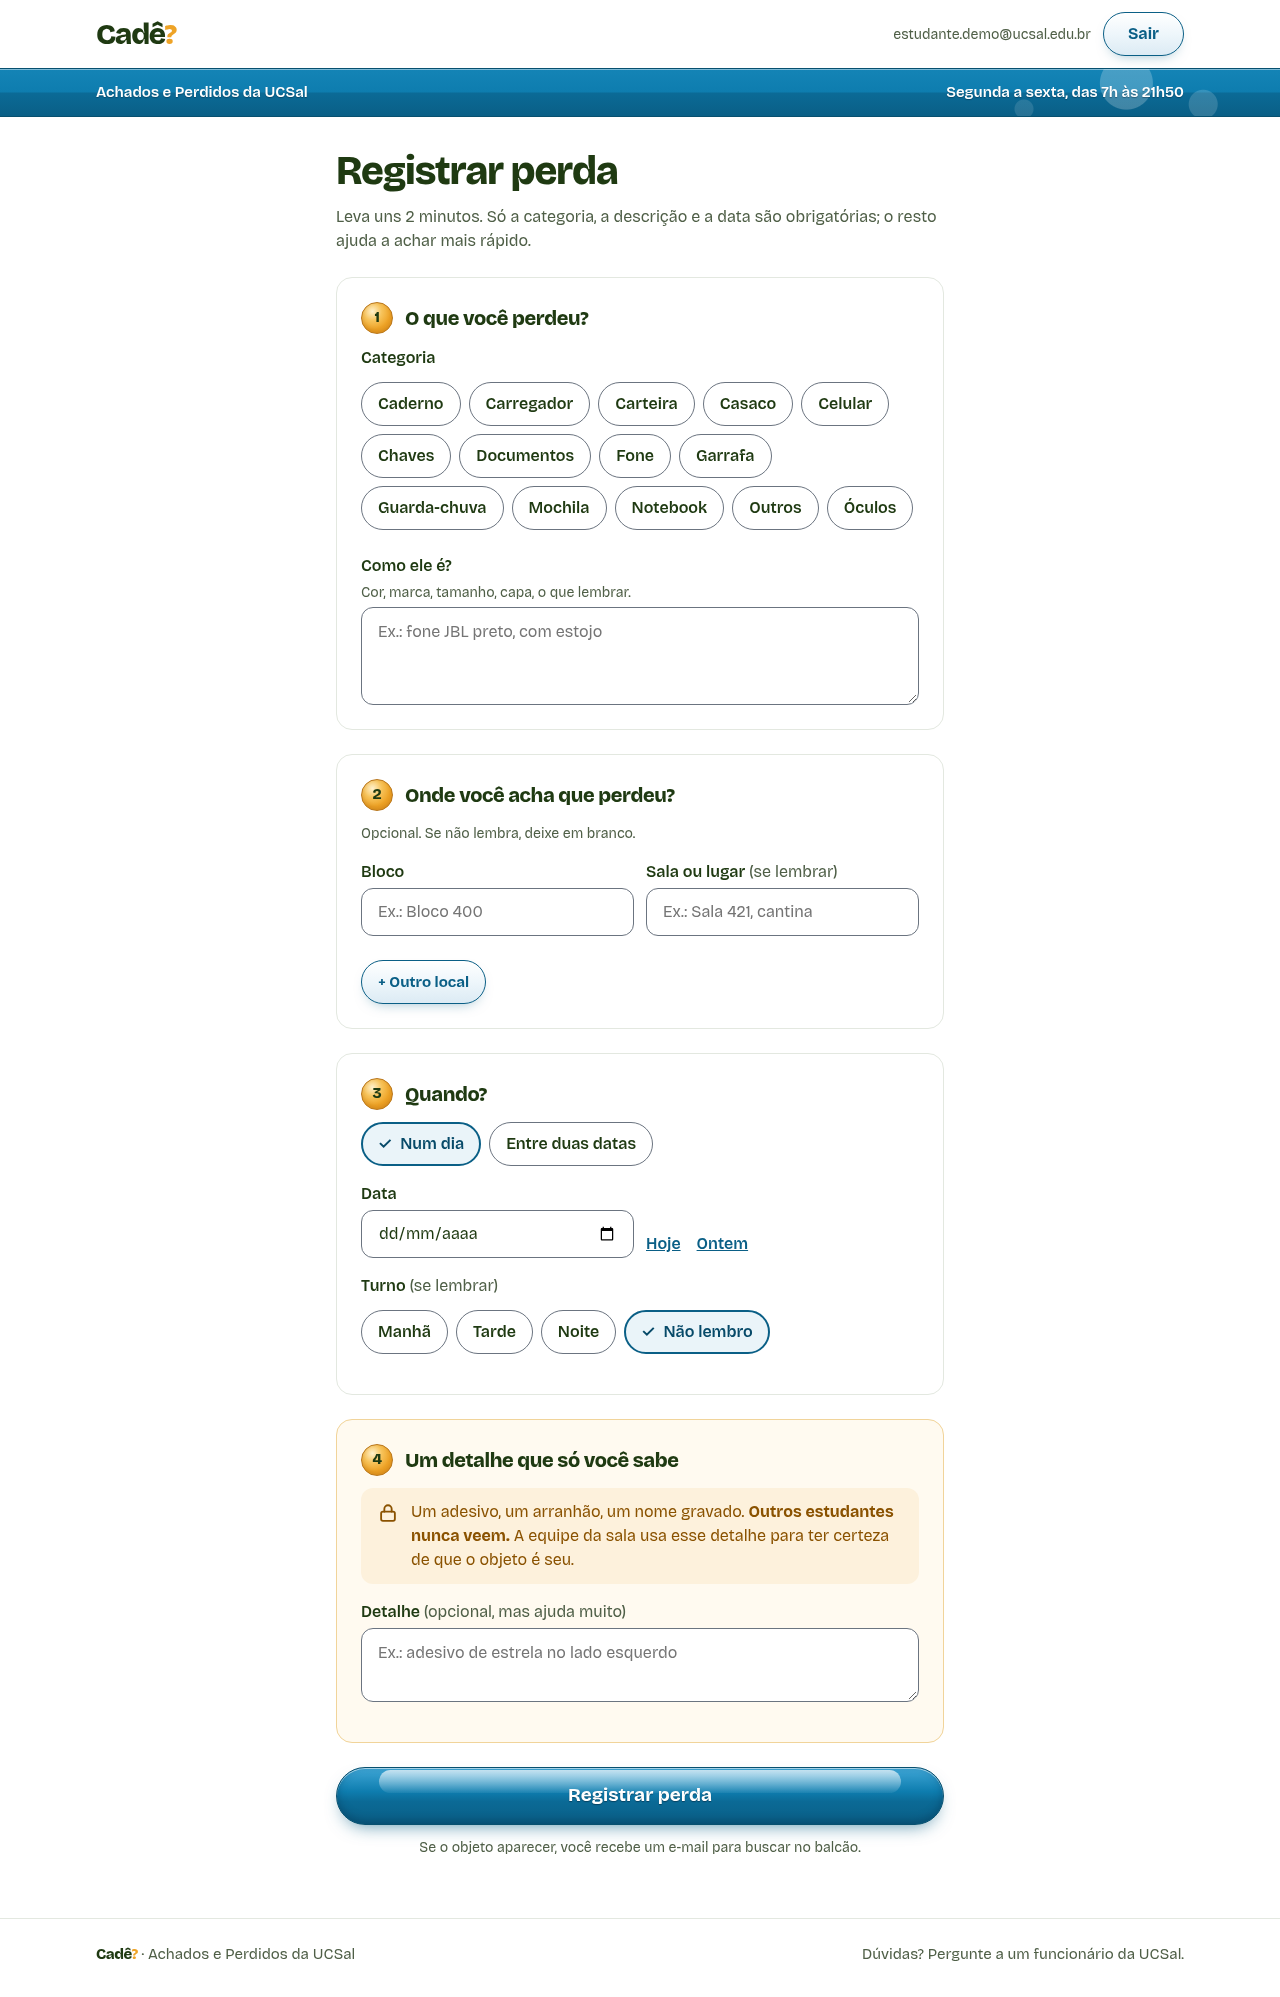 Cadê?
estudante.demo@ucsal.edu.br
Sair
Achados e Perdidos da UCSal
Segunda a sexta, das 7h às 21h50
Registrar perda
Leva uns 2 minutos. Só a categoria, a descrição e a data são obrigatórias; o resto
ajuda a achar mais rápido.
1 O que você perdeu?
Categoria
Caderno Carregador Carteira Casaco Celular
Chaves Documentos Fone Garrafa
Guarda-chuva Mochila Notebook Outros Óculos
Como ele é?
Cor, marca, tamanho, capa, o que lembrar.
Ex.: fone JBL preto, com estojo
2 Onde você acha que perdeu?
Opcional. Se não lembra, deixe em branco.
Bloco Sala ou lugar (se lembrar)
Ex.: Bloco 400 Ex.: Sala 421, cantina
+ Outro local
3 Quando?
✓ Num dia Entre duas datas
Data
dd/mm/aaaa Hoje Ontem
Turno (se lembrar)
Manhã Tarde Noite ✓ Não lembro
4 Um detalhe que só você sabe
Um adesivo, um arranhão, um nome gravado. Outros estudantes
nunca veem. A equipe da sala usa esse detalhe para ter certeza
de que o objeto é seu.
Detalhe (opcional, mas ajuda muito)
Ex.: adesivo de estrela no lado esquerdo
Registrar perda
Se o objeto aparecer, você recebe um e-mail para buscar no balcão.
Cadê? · Achados e Perdidos da UCSal
Dúvidas? Pergunte a um funcionário da UCSal.